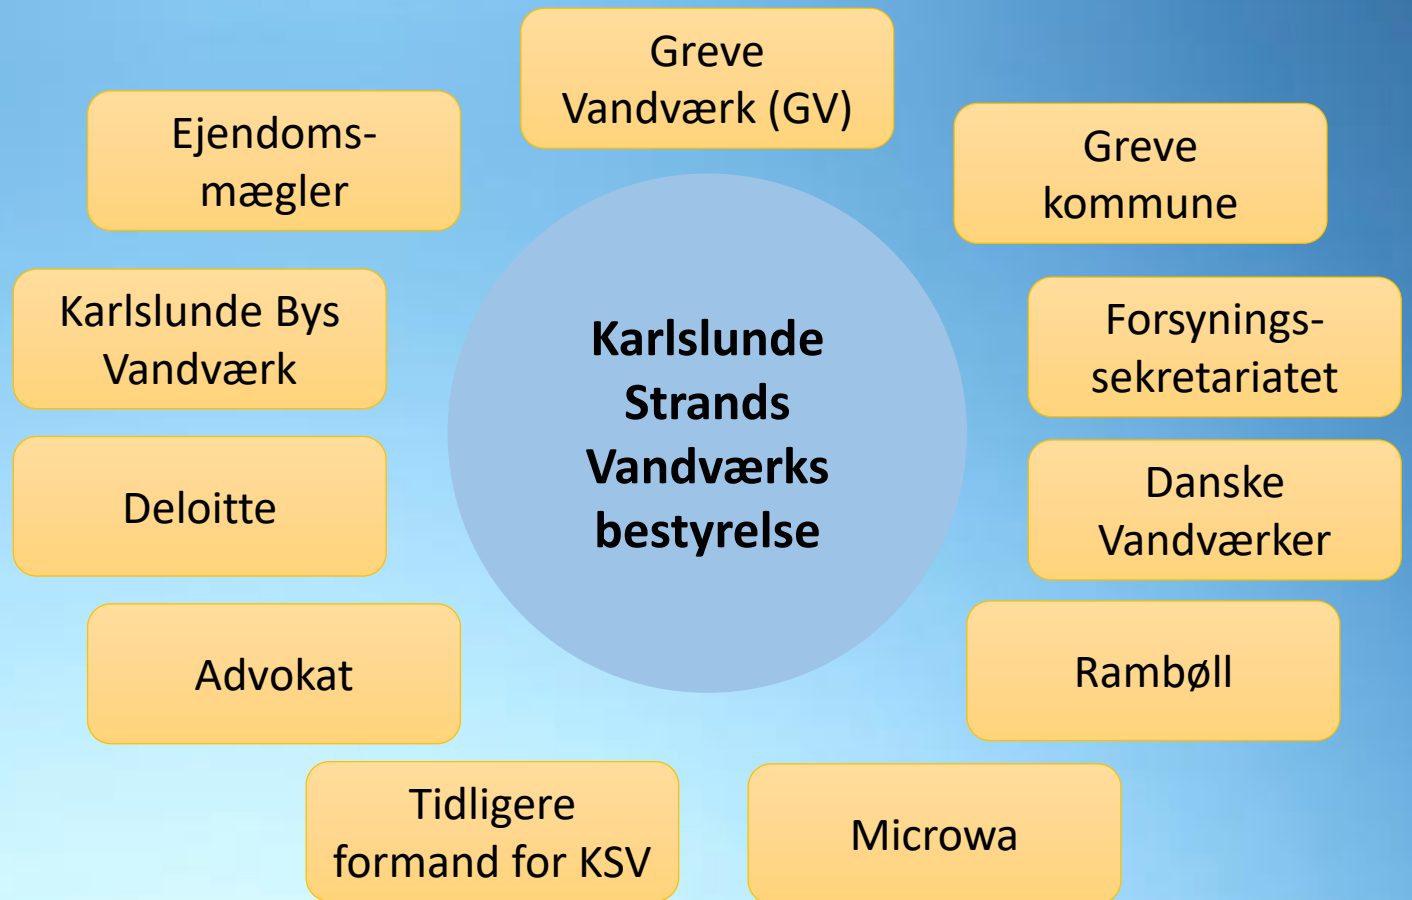 Greve
Vandværk (GV)
Ejendoms-
mægler
Greve
kommune
Karlslunde Bys
Vandværk
Forsynings-
sekretariatet
Karlslunde
Strands
Vandværks
bestyrelse
Deloitte
Danske
Vandværker
Advokat
Rambøll
Tidligere
formand for KSV
Microwa